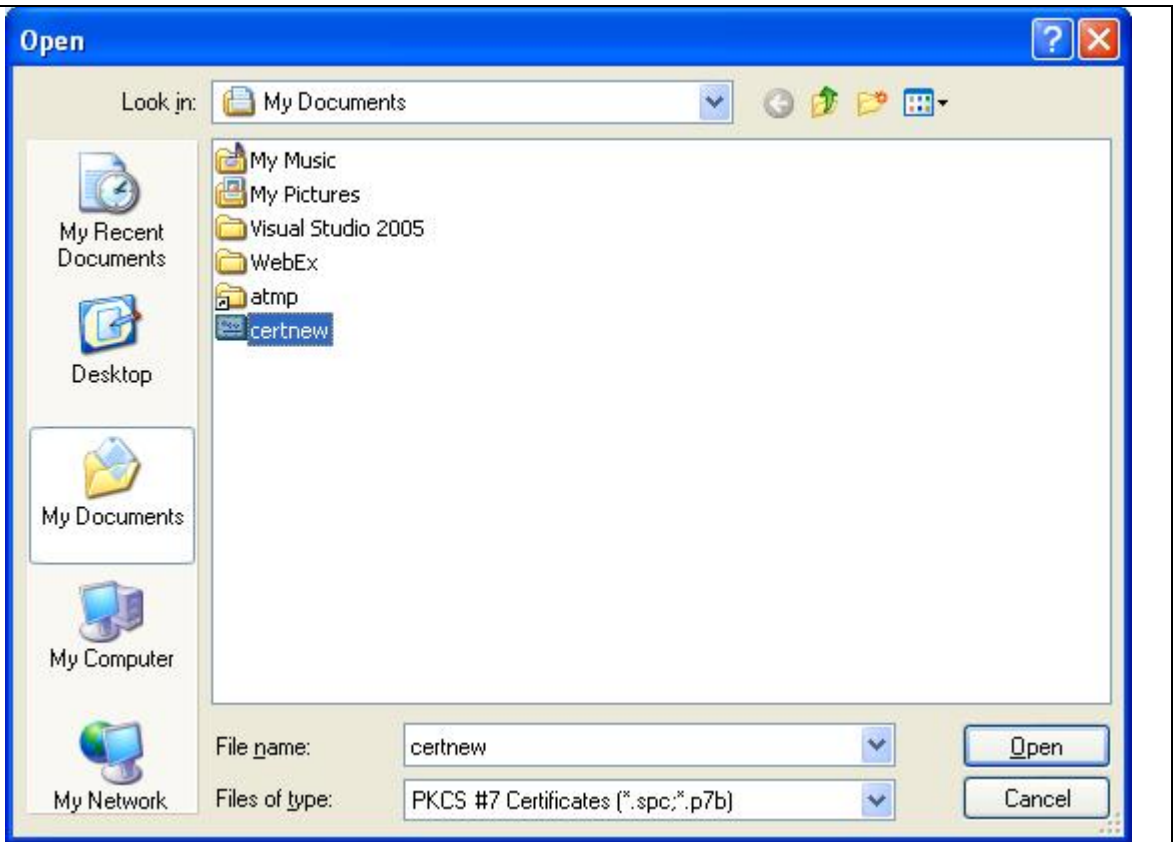 Open
Look in:
My Documents
My Recent
Documents
Desktop
My Documents
My Computer
My Network
My Music
My Pictures
Visual Studio 2005
WebEx
atmp
certnew
File name:
certnew
Open
Files of type:
PKCS #7 Certificates (*.spc;*.p7b)
Cancel